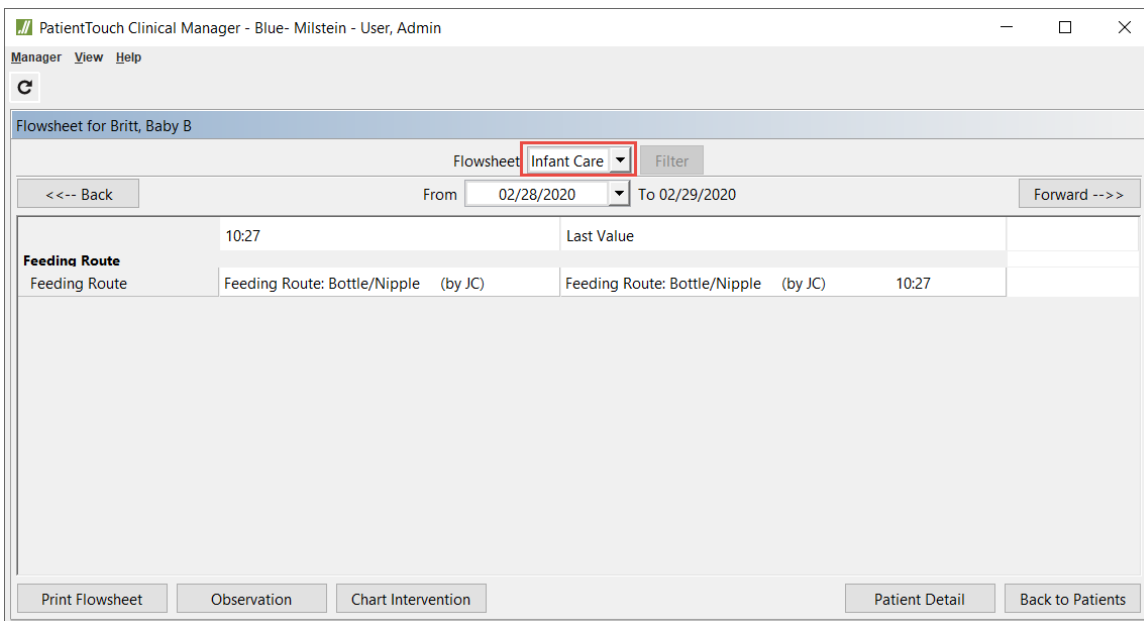 PatientTouch Clinical Manager - Blue- Milstein - User, Admin
Manager View Help
Flowsheet for Britt, Baby B
Flowsheet Infant Care Filter
<<-- Back From 02/28/2020 To 02/29/2020 Forward -->>
10:27 Last Value
Feeding Route
Feeding Route Feeding Route: Bottle/Nipple (by JC) Feeding Route: Bottle/Nipple (by JC) 10:27
Print Flowsheet Observation Chart Intervention Patient Detail Back to Patients